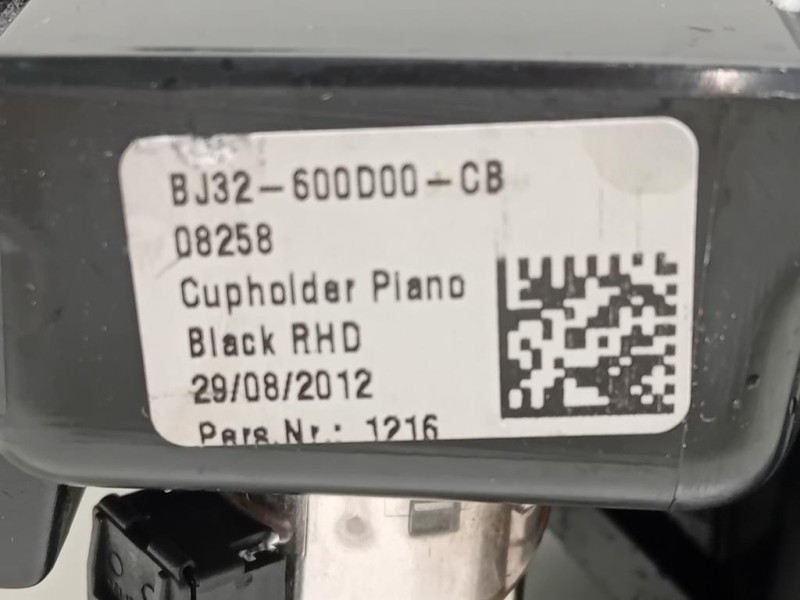 BJ32-600D00-CB
08258
Cupholder Piano
Black RHD
29/08/2012
Pers.Nr.: 1216